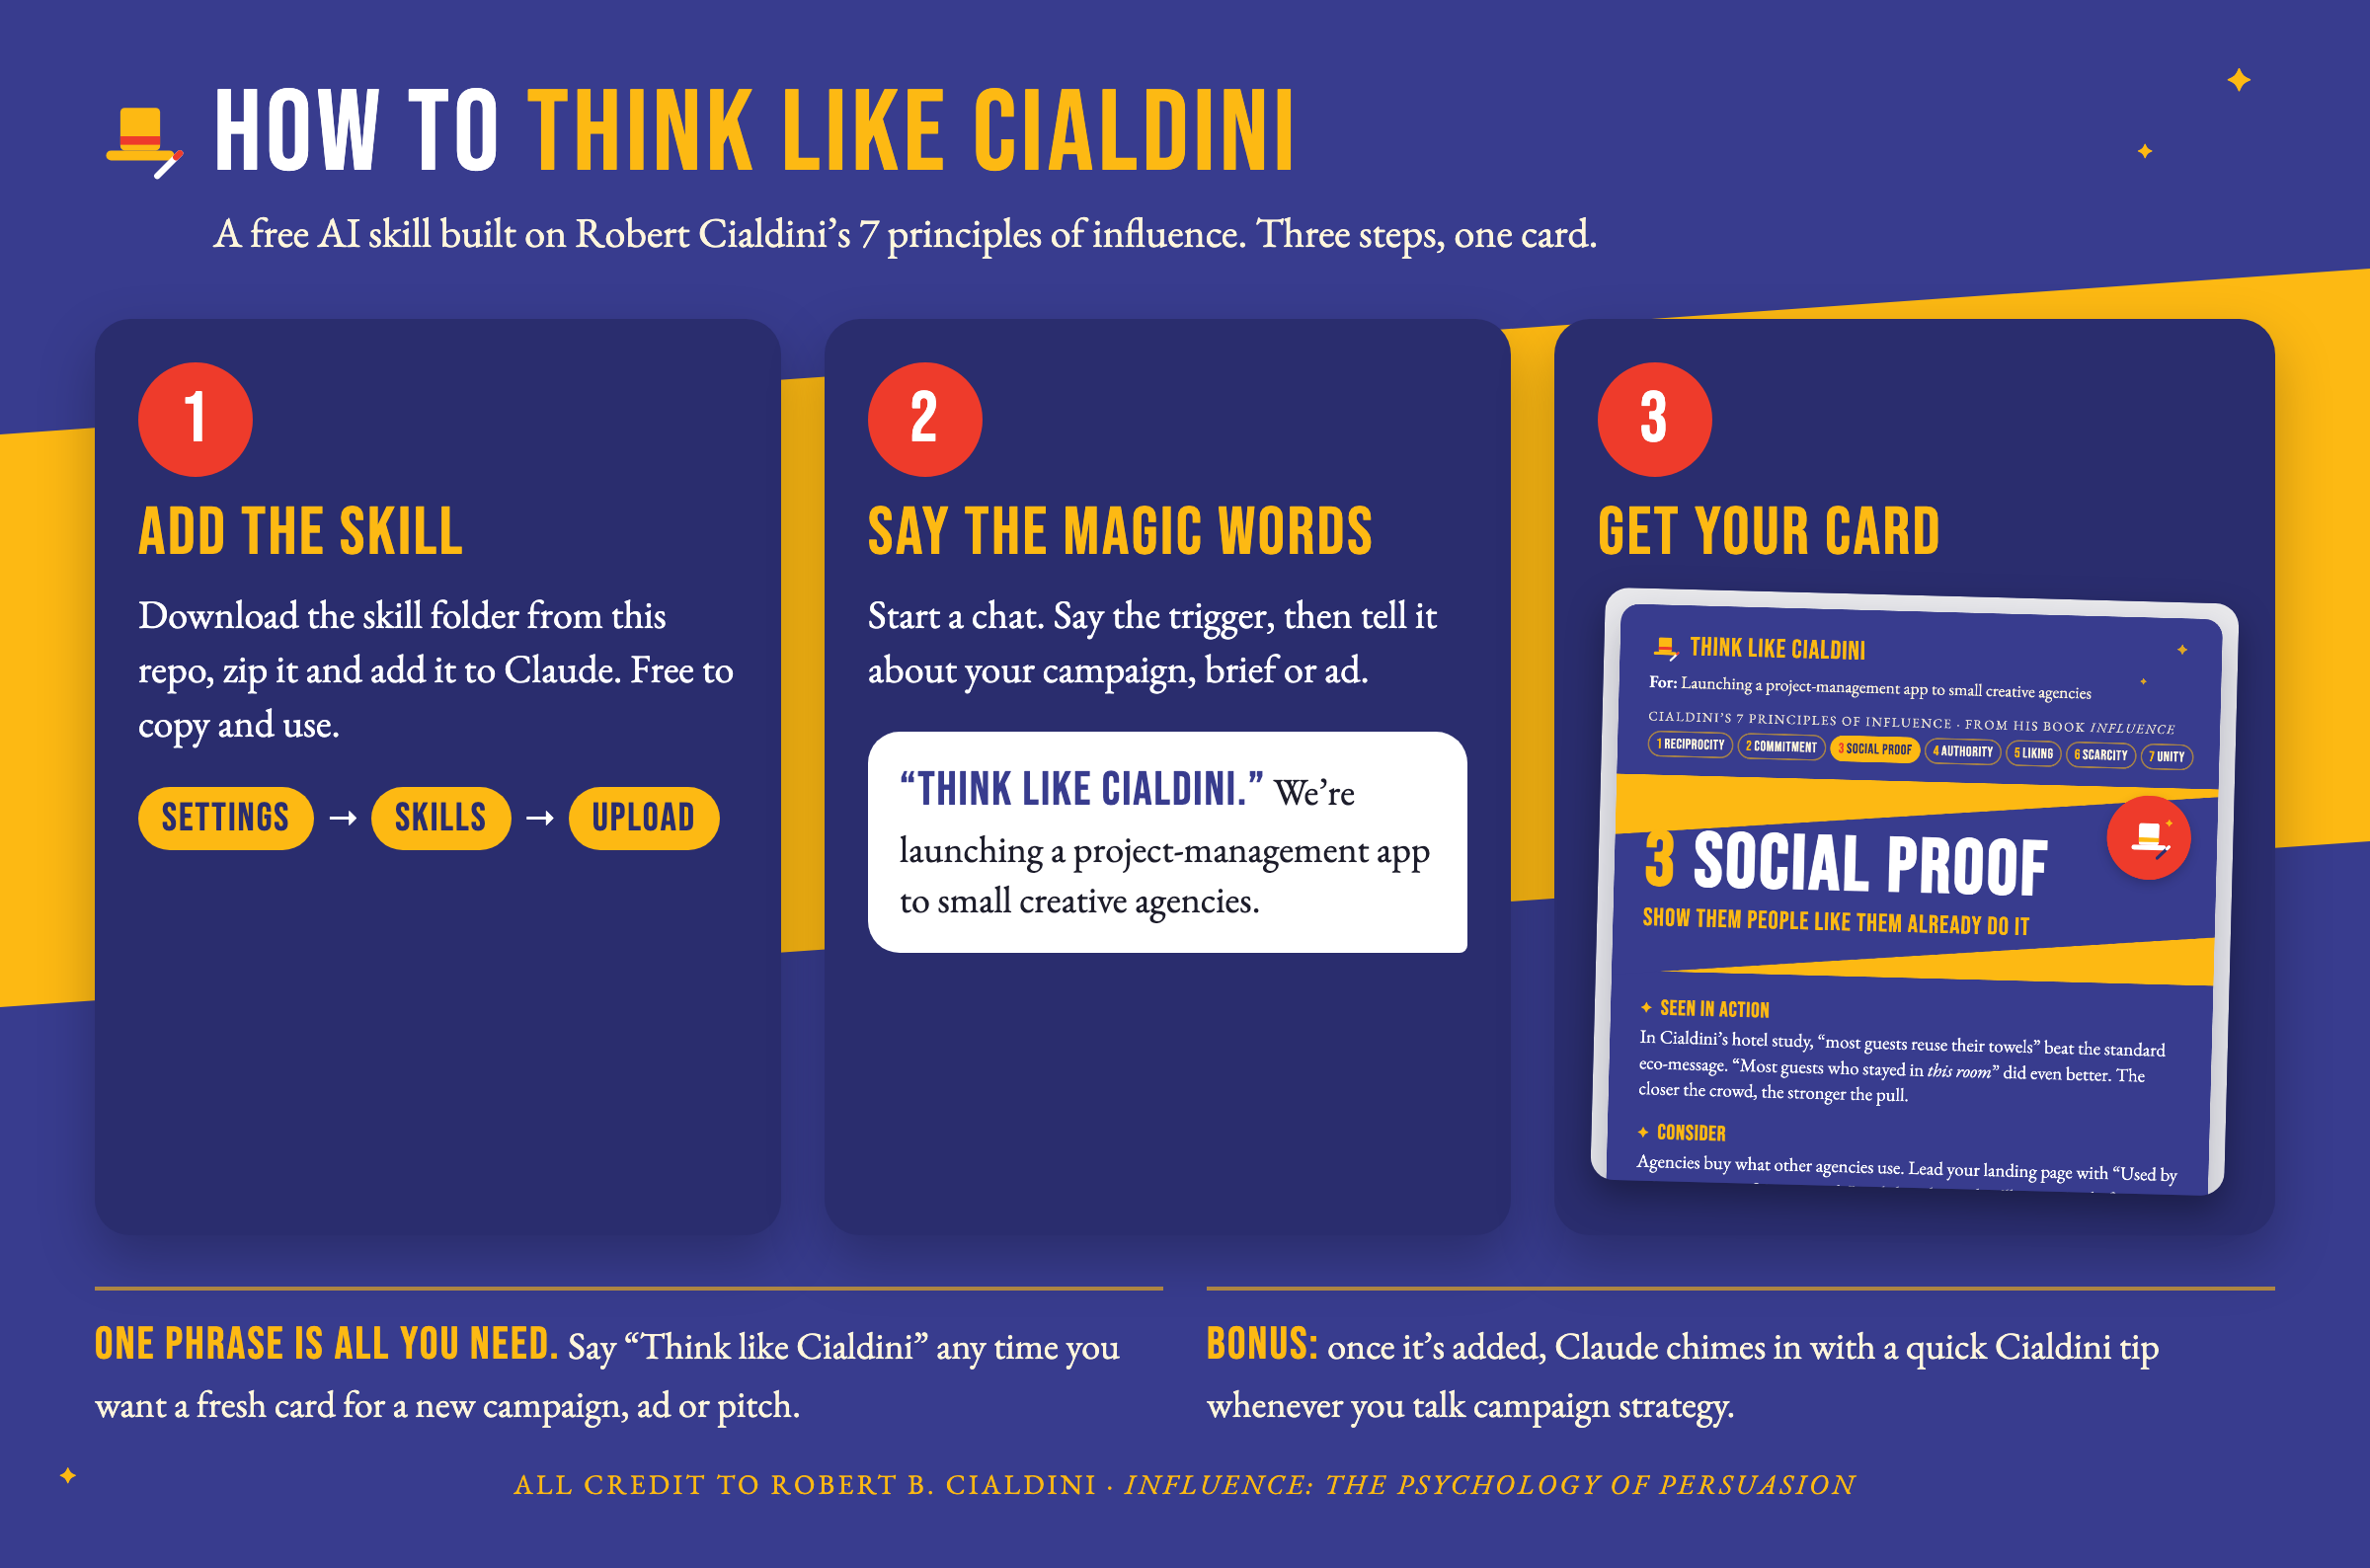 HOW TO THINK LIKE CIALDINI
A free AI skill built on Robert Cialdini’s 7 principles of influence. Three steps, one card.
1
ADD THE SKILL
Download the skill folder from this
repo, zip it and add it to Claude. Free to
copy and use.
SETTINGS → SKILLS → UPLOAD
2
SAY THE MAGIC WORDS
Start a chat. Say the trigger, then tell it
about your campaign, brief or ad.
“THINK LIKE CIALDINI.” We’re
launching a project-management app
to small creative agencies.
3
GET YOUR CARD
THINK LIKE CIALDINI
For: Launching a project-management app to small creative agencies
CIALDINI’S 7 PRINCIPLES OF INFLUENCE · FROM HIS BOOK INFLUENCE
1 RECIPROCITY 2 COMMITMENT 3 SOCIAL PROOF 4 AUTHORITY 5 LIKING 6 SCARCITY 7 UNITY
3 SOCIAL PROOF
SHOW THEM PEOPLE LIKE THEM ALREADY DO IT
SEEN IN ACTION
In Cialdini’s hotel study, “most guests reuse their towels” beat the standard
eco-message. “Most guests who stayed in this room” did even better. The
closer the crowd, the stronger the pull.
CONSIDER
Agencies buy what other agencies use. Lead your landing page with “Used by
ONE PHRASE IS ALL YOU NEED. Say “Think like Cialdini” any time you
want a fresh card for a new campaign, ad or pitch.
BONUS: once it’s added, Claude chimes in with a quick Cialdini tip
whenever you talk campaign strategy.
ALL CREDIT TO ROBERT B. CIALDINI · INFLUENCE: THE PSYCHOLOGY OF PERSUASION